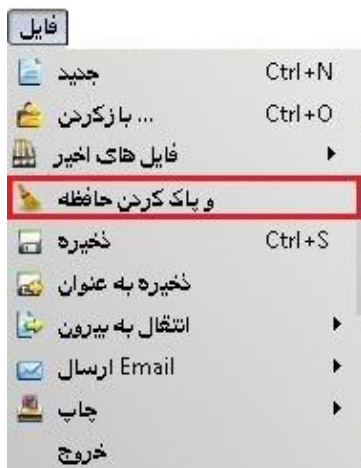 فایل
جدید Ctrl+N
بازکردن ... Ctrl+O
فایل های اخیر
و پاک کردن حافظه
ذخیره Ctrl+S
ذخیره به عنوان
انتقال به بیرون
ارسال Email
چاپ
خروج